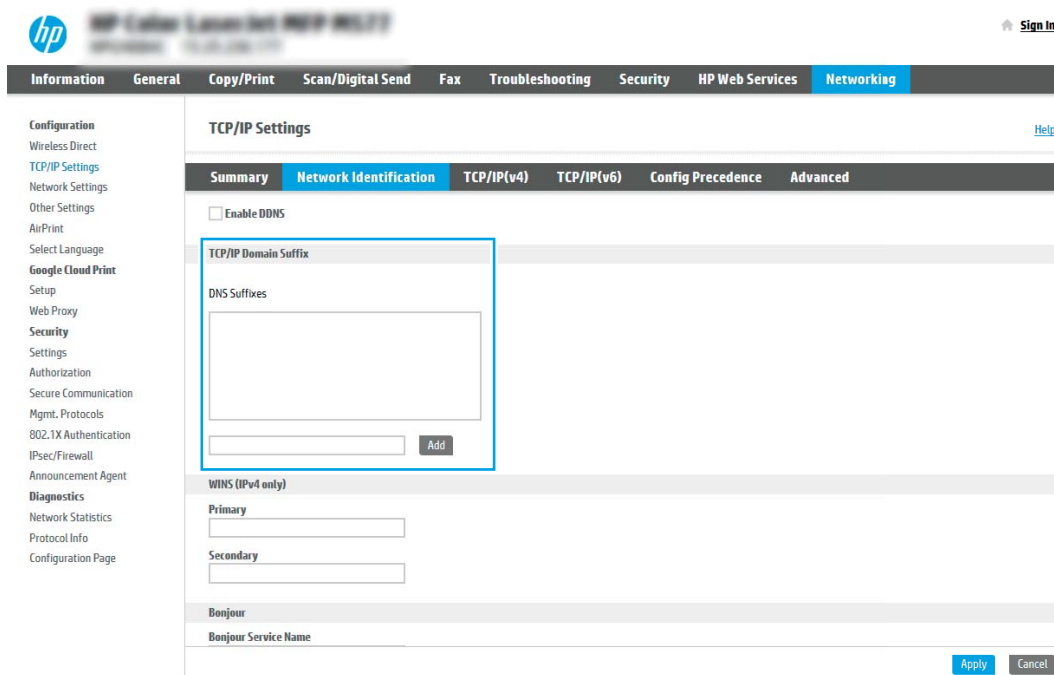 hp
Sign In
Information General Copy/Print Scan/Digital Send Fax Troubleshooting Security HP Web Services Networking
Configuration
Wireless Direct
TCP/IP Settings
Network Settings
Other Settings
AirPrint
Select Language
Google Cloud Print
Setup
Web Proxy
Security
Settings
Authorization
Secure Communication
Mgmt. Protocols
802.1X Authentication
IPsec/Firewall
Announcement Agent
Diagnostics
Network Statistics
Protocol Info
Configuration Page
TCP/IP Settings
Help
Summary Network Identification TCP/IP(v4) TCP/IP(v6) Config Precedence Advanced
Enable DDNS
TCP/IP Domain Suffix
DNS Suffixes
Add
WINS (IPv4 only)
Primary
Secondary
Bonjour
Bonjour Service Name
Apply Cancel